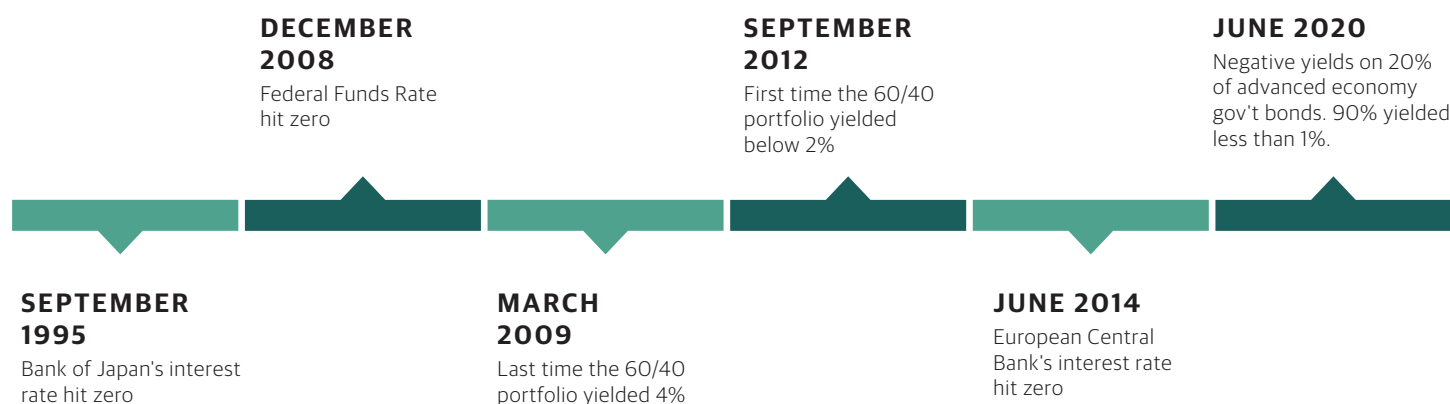 DECEMBER
2008
Federal Funds Rate
hit zero
SEPTEMBER
2012
First time the 60/40
portfolio yielded
below 2%
JUNE 2020
Negative yields on 20%
of advanced economy
gov't bonds. 90% yielded
less than 1%.
SEPTEMBER
1995
Bank of Japan's interest
rate hit zero
MARCH
2009
Last time the 60/40
portfolio yielded 4%
JUNE 2014
European Central
Bank's interest rate
hit zero